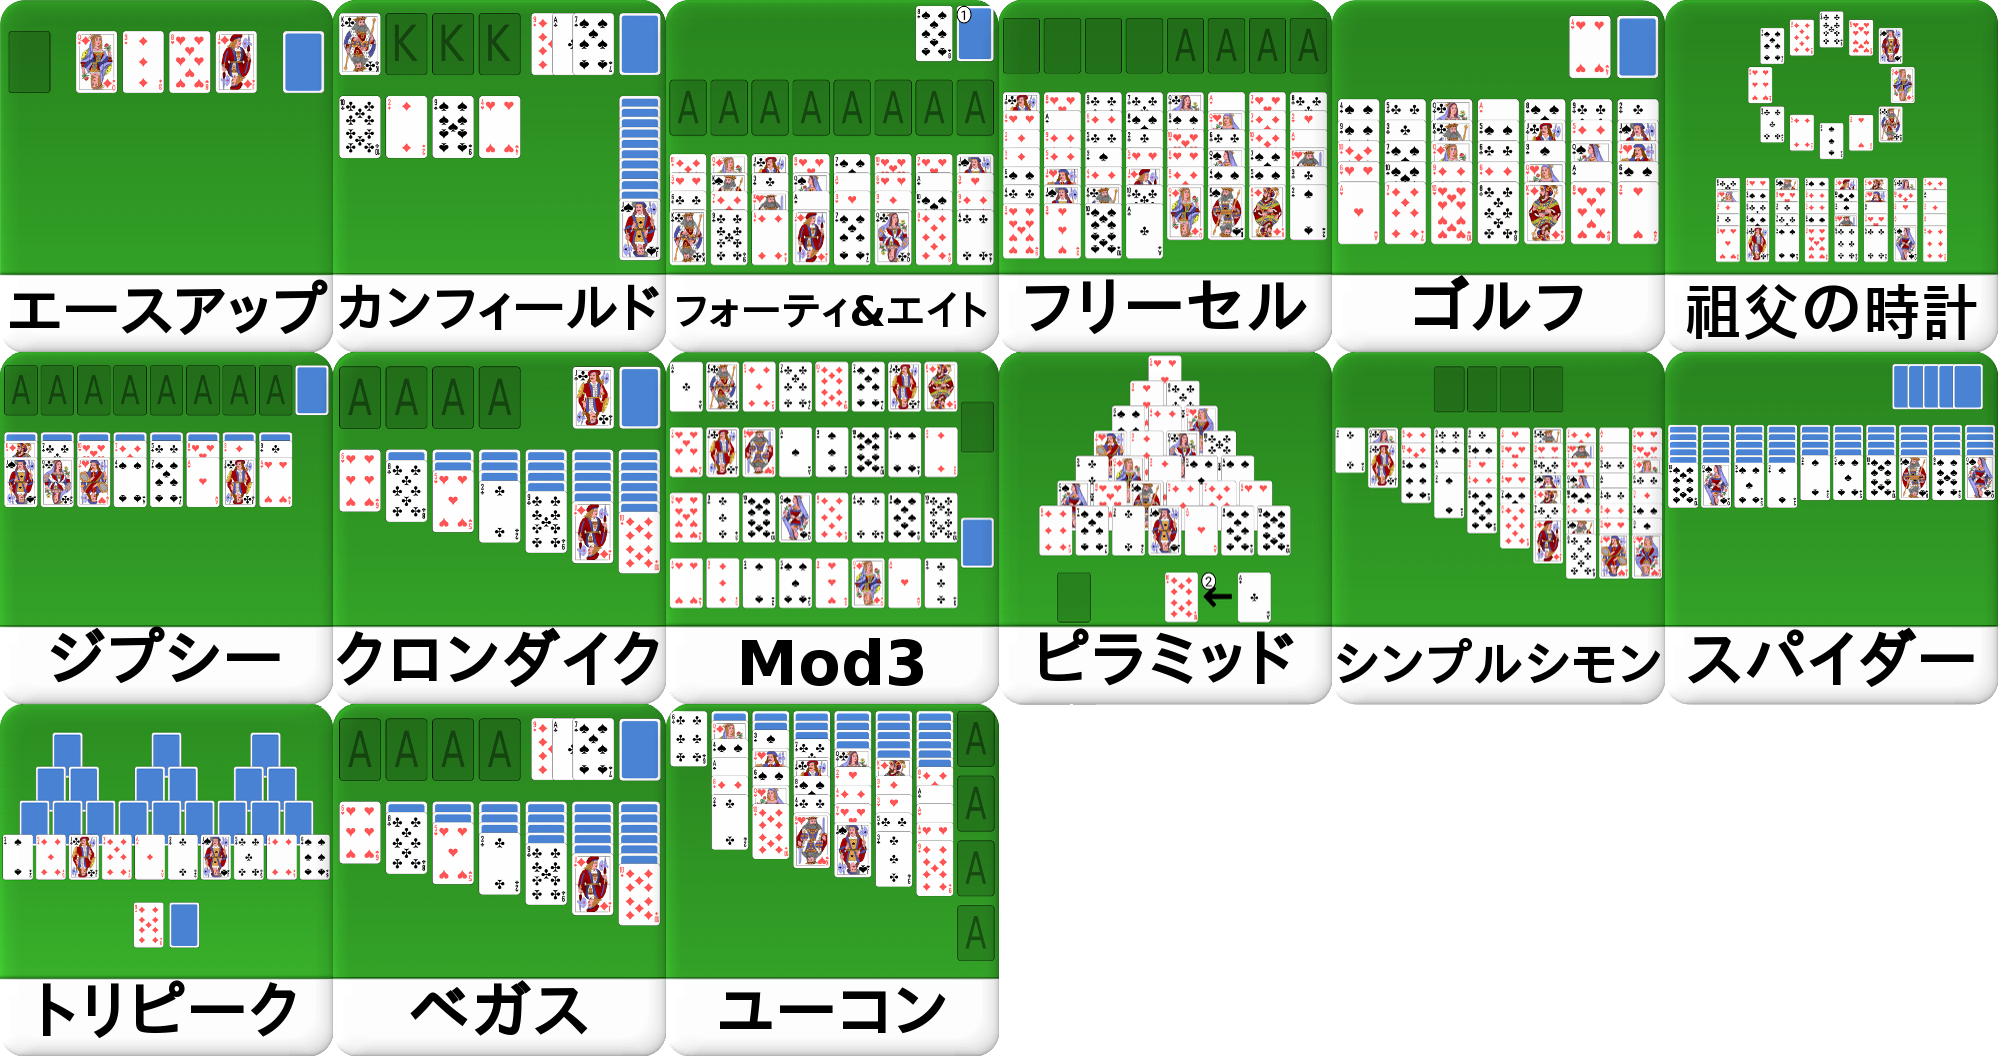 エースアップ
K K K
カンフィールド
1
A A A A A A A A
フォーティ&エイト
A A A A
フリーセル
ゴルフ
祖父の時計
A A A A A A A A
ジプシー
A A A A
クロンダイク
Mod3
2
ピラミッド
シンプルシモン
スパイダー
トリピーク
A A A A
ベガス
A
A
A
A
ユーコン